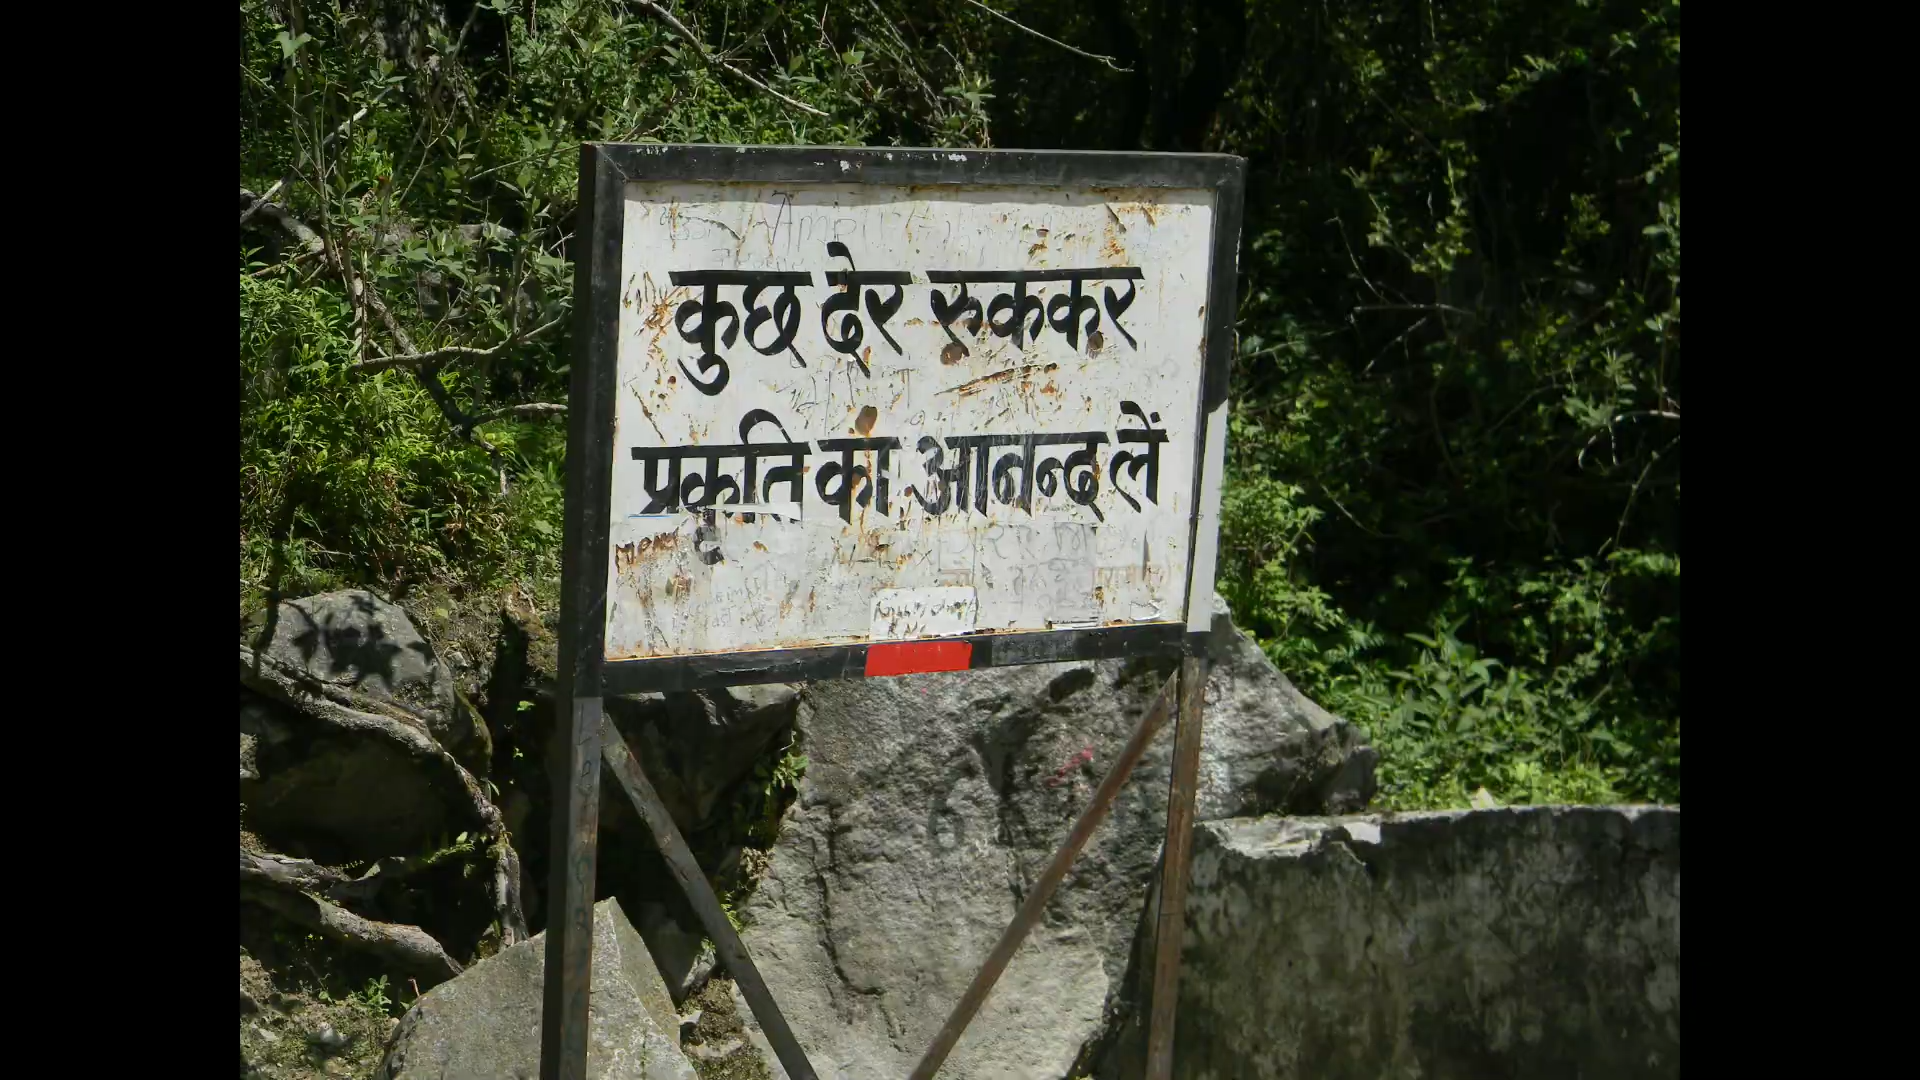 कुछ देर रुककर
प्रकृति का आनन्द लें